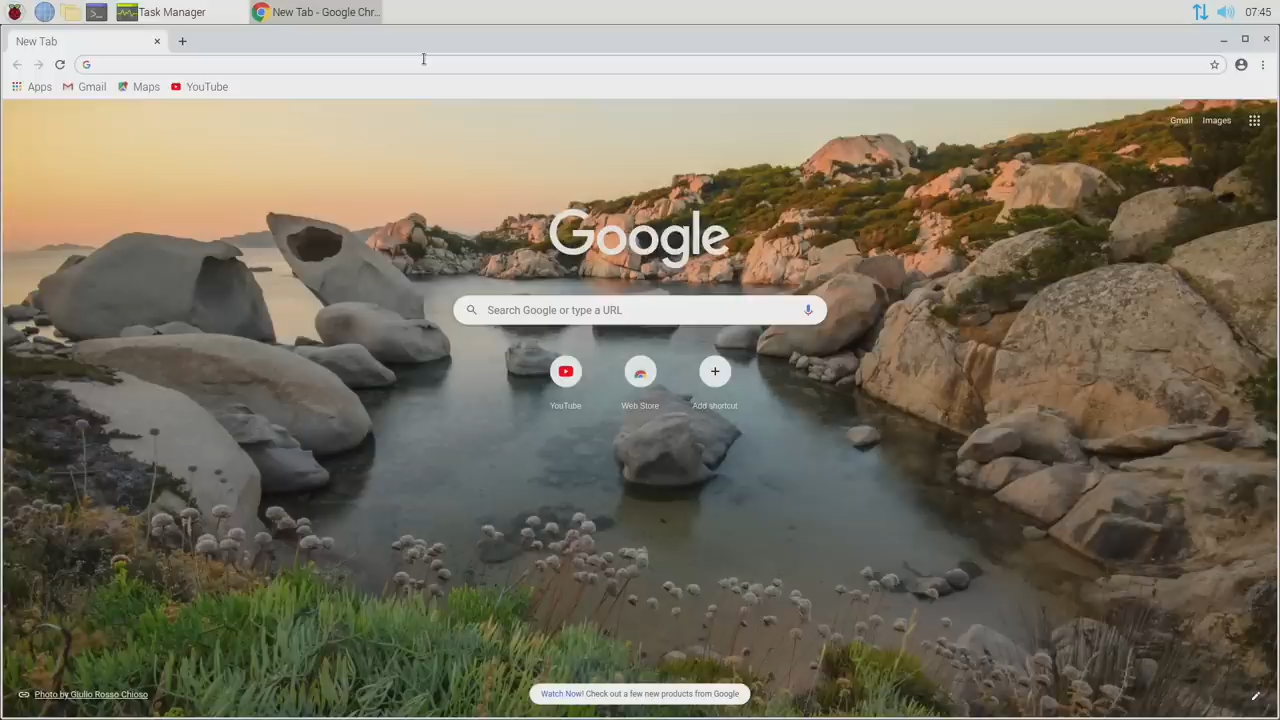 Task Manager
New Tab - Google Chr...
07:45
New Tab
Apps
Gmail
Maps
YouTube
Gmail
Images
Google
Search Google or type a URL
YouTube
Web Store
Add shortcut
Photo by Giulio Rosso Chioso
Watch Now! Check out a few new products from Google